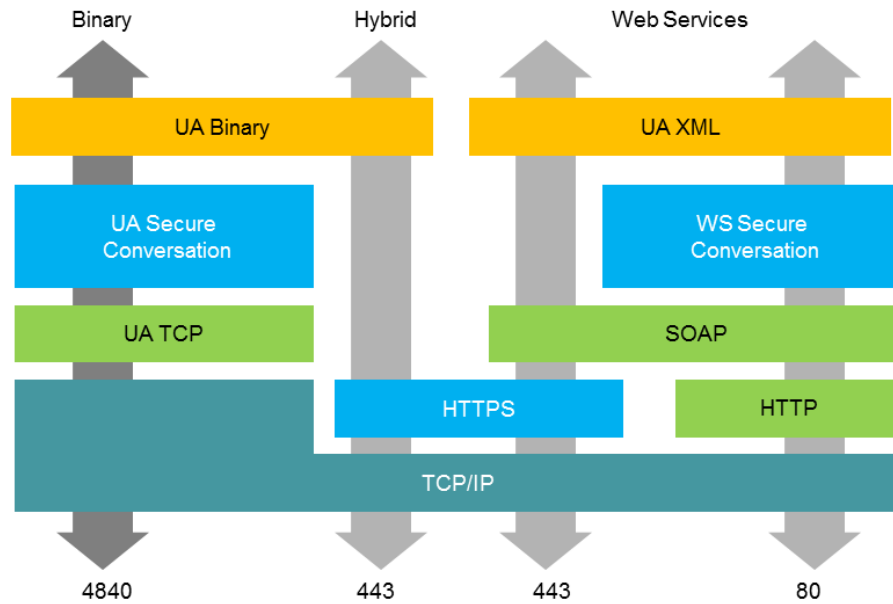 Binary
Hybrid
Web Services
UA Binary
UA XML
UA Secure
Conversation
WS Secure
Conversation
UA TCP
SOAP
HTTPS
HTTP
TCP/IP
4840
443
443
80